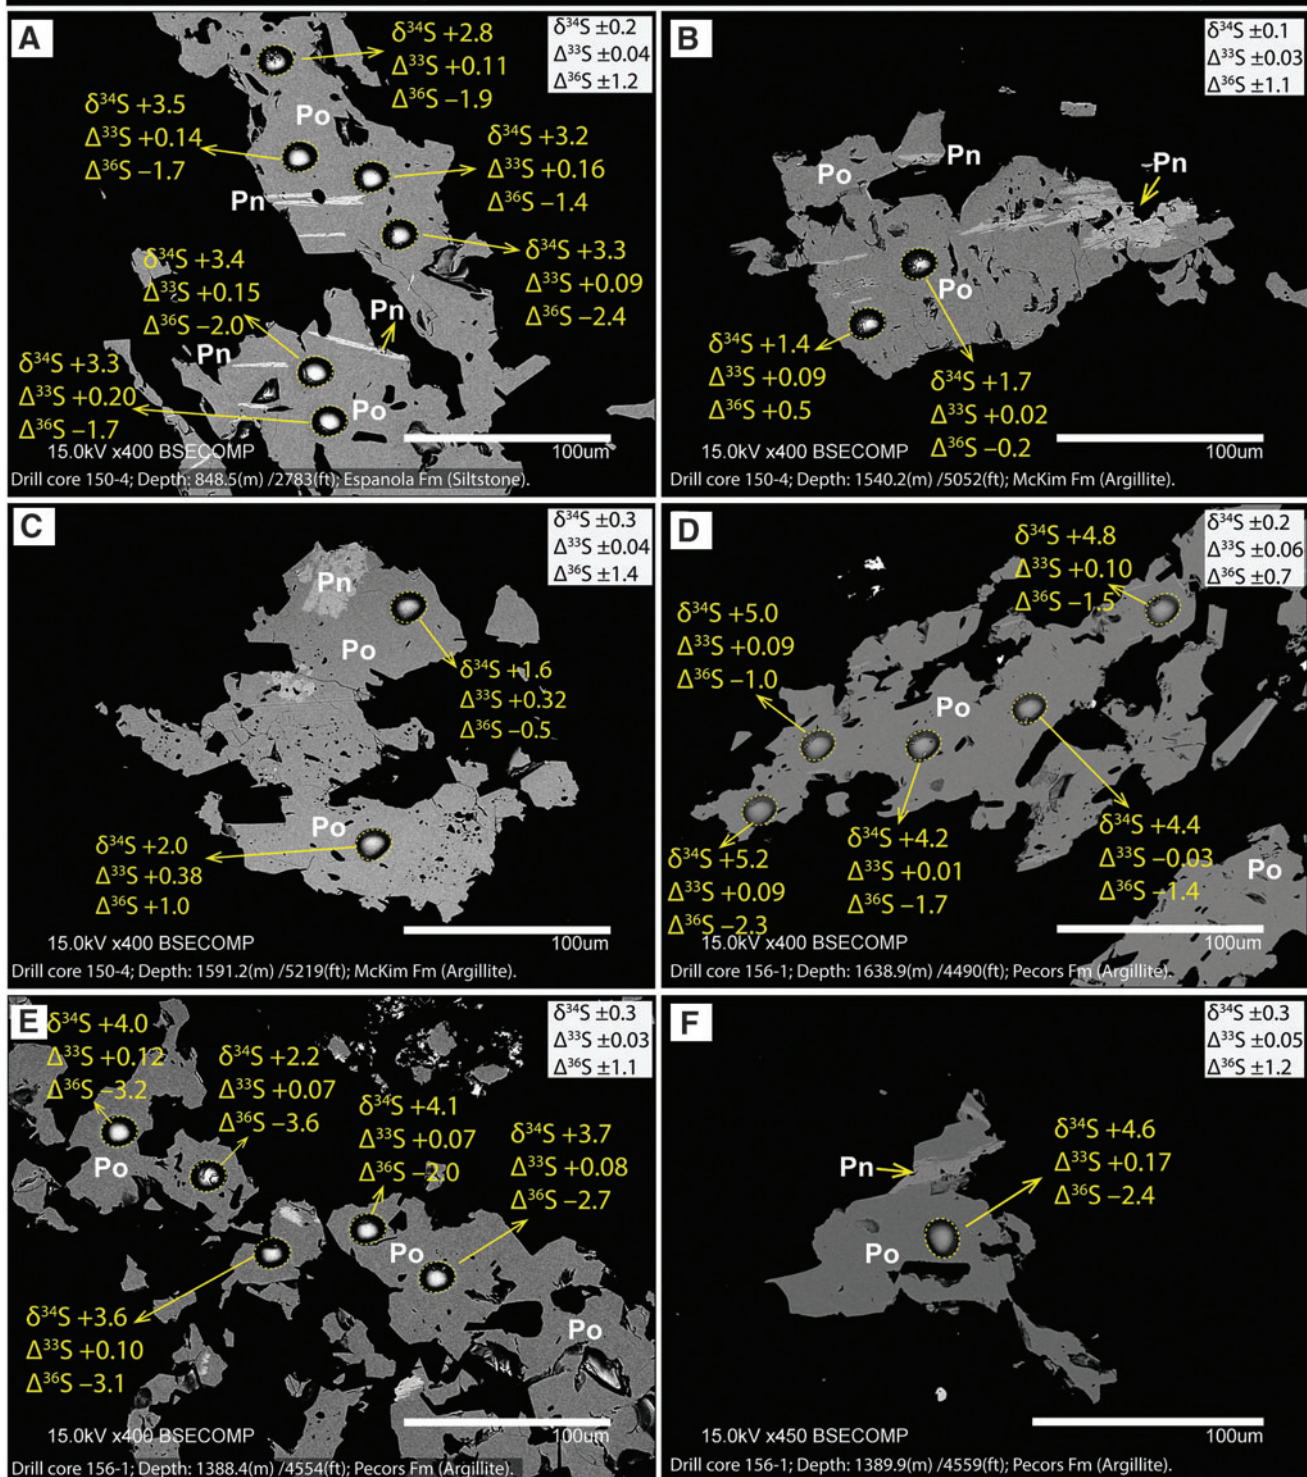 A
δ³⁴S +2.8
Δ³³S +0.11
Δ³⁶S −1.9
δ³⁴S ±0.2
Δ³³S ±0.04
Δ³⁶S ±1.2
δ³⁴S +3.5
Δ³³S +0.14
Δ³⁶S −1.7
Po
δ³⁴S +3.2
Δ³³S +0.16
Δ³⁶S −1.4
Pn
δ³⁴S +3.3
Δ³³S +0.09
Δ³⁶S −2.4
δ³⁴S +3.4
Δ³³S +0.15
Δ³⁶S −2.0
Pn
Pn
δ³⁴S +3.3
Δ³³S +0.20
Δ³⁶S −1.7
Po
15.0kV x400 BSECOMP
100um
Drill core 150-4; Depth: 848.5(m) /2783(ft); Espanola Fm (Siltstone).
B
δ³⁴S ±0.1
Δ³³S ±0.03
Δ³⁶S ±1.1
Po
Pn
Pn
Po
δ³⁴S +1.4
Δ³³S +0.09
Δ³⁶S +0.5
δ³⁴S +1.7
Δ³³S +0.02
Δ³⁶S −0.2
15.0kV x400 BSECOMP
100um
Drill core 150-4; Depth: 1540.2(m) /5052(ft); McKim Fm (Argillite).
C
δ³⁴S ±0.3
Δ³³S ±0.04
Δ³⁶S ±1.4
Pn
Po
δ³⁴S +1.6
Δ³³S +0.32
Δ³⁶S −0.5
Po
δ³⁴S +2.0
Δ³³S +0.38
Δ³⁶S +1.0
15.0kV x400 BSECOMP
100um
Drill core 150-4; Depth: 1591.2(m) /5219(ft); McKim Fm (Argillite).
D
δ³⁴S +4.8
Δ³³S +0.10
Δ³⁶S −1.5
δ³⁴S ±0.2
Δ³³S ±0.06
Δ³⁶S ±0.7
δ³⁴S +5.0
Δ³³S +0.09
Δ³⁶S −1.0
Po
δ³⁴S +5.2
Δ³³S +0.09
Δ³⁶S −2.3
δ³⁴S +4.2
Δ³³S +0.01
Δ³⁶S −1.7
δ³⁴S +4.4
Δ³³S −0.03
Δ³⁶S −1.4
Po
15.0kV x400 BSECOMP
100um
Drill core 156-1; Depth: 1638.9(m) /4490(ft); Pecors Fm (Argillite).
E
δ³⁴S +4.0
Δ³³S +0.12
Δ³⁶S −3.2
δ³⁴S +2.2
Δ³³S +0.07
Δ³⁶S −3.6
δ³⁴S ±0.3
Δ³³S ±0.03
Δ³⁶S ±1.1
δ³⁴S +4.1
Δ³³S +0.07
Δ³⁶S −2.0
δ³⁴S +3.7
Δ³³S +0.08
Δ³⁶S −2.7
Po
Po
δ³⁴S +3.6
Δ³³S +0.10
Δ³⁶S −3.1
Po
15.0kV x400 BSECOMP
100um
Drill core 156-1; Depth: 1388.4(m) /4554(ft); Pecors Fm (Argillite).
F
δ³⁴S ±0.3
Δ³³S ±0.05
Δ³⁶S ±1.2
δ³⁴S +4.6
Δ³³S +0.17
Δ³⁶S −2.4
Pn
Po
15.0kV x450 BSECOMP
100um
Drill core 156-1; Depth: 1389.9(m) /4559(ft); Pecors Fm (Argillite).